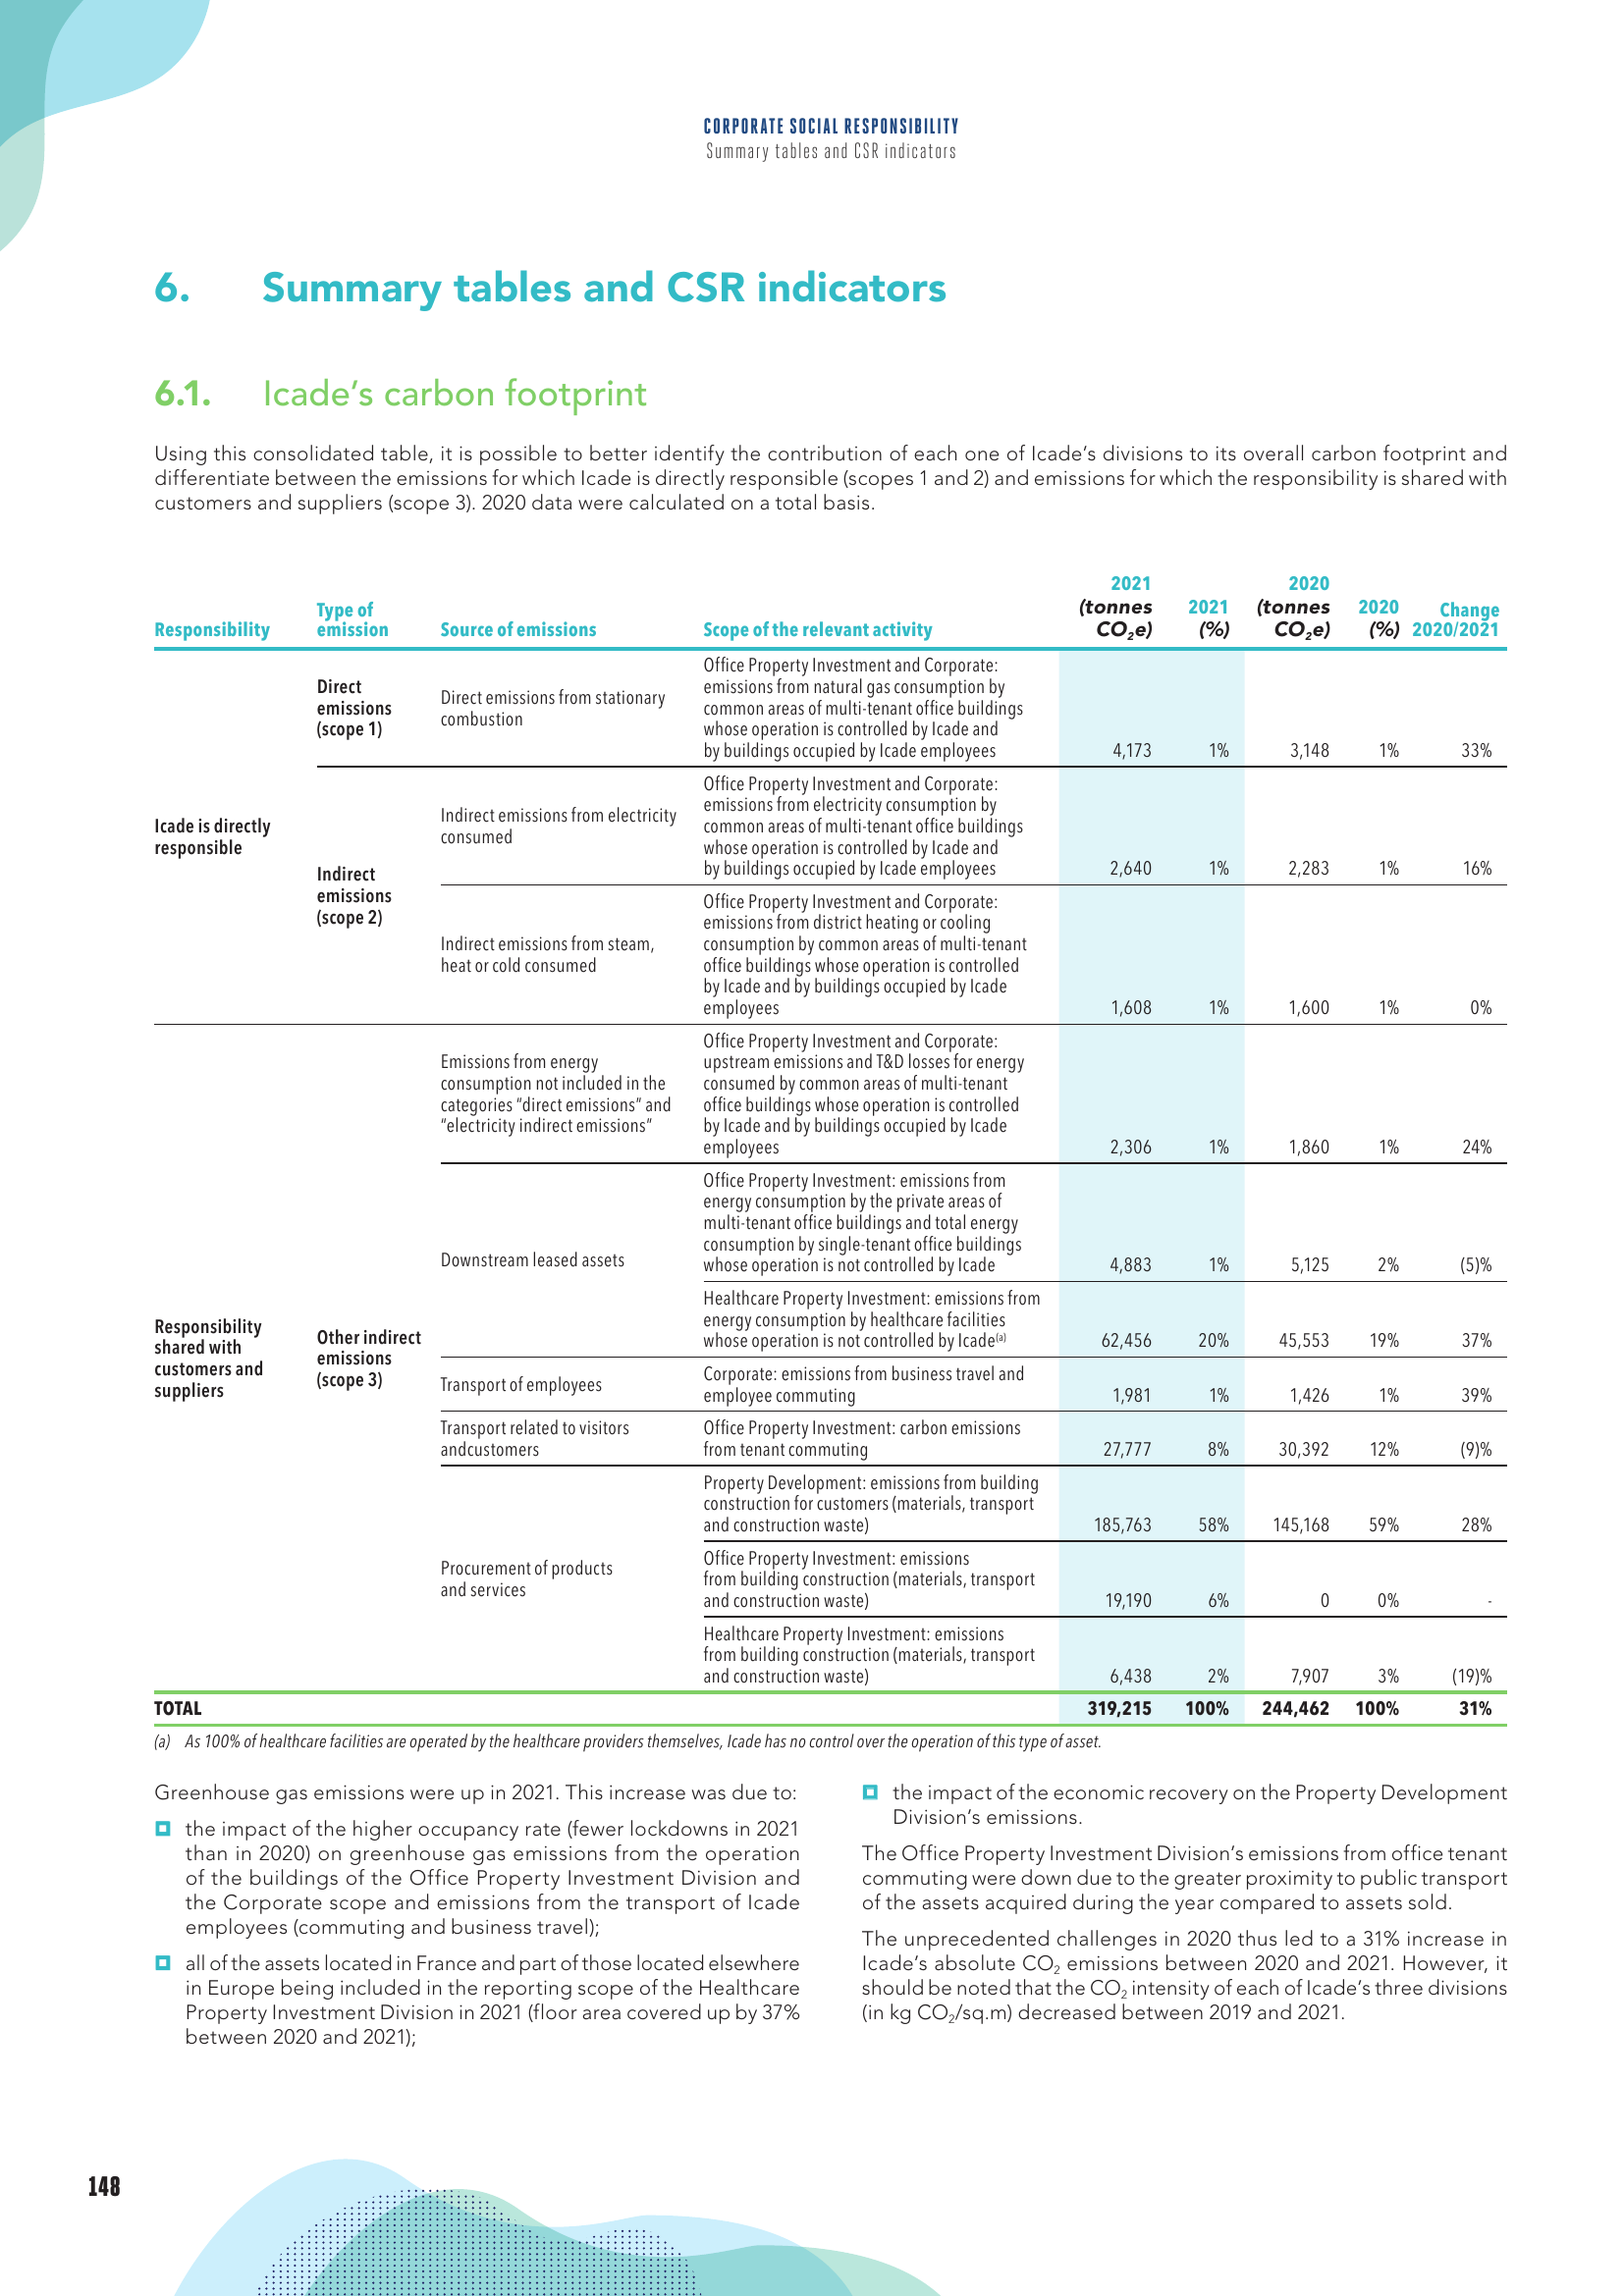 CORPORATE SOCIAL RESPONSIBILITY
Summary tables and CSR indicators
6. Summary tables and CSR indicators
6.1. Icade’s carbon footprint
Using this consolidated table, it is possible to better identify the contribution of each one of Icade’s divisions to its overall carbon footprint and
differentiate between the emissions for which Icade is directly responsible (scopes 1 and 2) and emissions for which the responsibility is shared with
customers and suppliers (scope 3). 2020 data were calculated on a total basis.
Responsibility
Type of
emission
Source of emissions
Scope of the relevant activity
2021
(tonnes
CO₂e)
2021
(%)
2020
(tonnes
CO₂e)
2020
(%)
Change
2020/2021
Icade is directly
responsible
Direct
emissions
(scope 1)
Direct emissions from stationary
combustion
Office Property Investment and Corporate:
emissions from natural gas consumption by
common areas of multi-tenant office buildings
whose operation is controlled by Icade and
by buildings occupied by Icade employees
4,173 1% 3,148 1% 33%
Indirect
emissions
(scope 2)
Indirect emissions from electricity
consumed
Office Property Investment and Corporate:
emissions from electricity consumption by
common areas of multi-tenant office buildings
whose operation is controlled by Icade and
by buildings occupied by Icade employees
2,640 1% 2,283 1% 16%
Indirect emissions from steam,
heat or cold consumed
Office Property Investment and Corporate:
emissions from district heating or cooling
consumption by common areas of multi-tenant
office buildings whose operation is controlled
by Icade and by buildings occupied by Icade
employees
1,608 1% 1,600 1% 0%
Responsibility
shared with
customers and
suppliers
Other indirect
emissions
(scope 3)
Emissions from energy
consumption not included in the
categories “direct emissions” and
“electricity indirect emissions”
Office Property Investment and Corporate:
upstream emissions and T&D losses for energy
consumed by common areas of multi-tenant
office buildings whose operation is controlled
by Icade and by buildings occupied by Icade
employees
2,306 1% 1,860 1% 24%
Downstream leased assets
Office Property Investment: emissions from
energy consumption by the private areas of
multi-tenant office buildings and total energy
consumption by single-tenant office buildings
whose operation is not controlled by Icade
4,883 1% 5,125 2% (5)%
Healthcare Property Investment: emissions from
energy consumption by healthcare facilities
whose operation is not controlled by Icade(a)
62,456 20% 45,553 19% 37%
Transport of employees
Corporate: emissions from business travel and
employee commuting
1,981 1% 1,426 1% 39%
Transport related to visitors
andcustomers
Office Property Investment: carbon emissions
from tenant commuting
27,777 8% 30,392 12% (9)%
Procurement of products
and services
Property Development: emissions from building
construction for customers (materials, transport
and construction waste)
185,763 58% 145,168 59% 28%
Office Property Investment: emissions
from building construction (materials, transport
and construction waste)
19,190 6% 0 0% -
Healthcare Property Investment: emissions
from building construction (materials, transport
and construction waste)
6,438 2% 7,907 3% (19)%
TOTAL 319,215 100% 244,462 100% 31%
(a) As 100% of healthcare facilities are operated by the healthcare providers themselves, Icade has no control over the operation of this type of asset.
Greenhouse gas emissions were up in 2021. This increase was due to:
the impact of the higher occupancy rate (fewer lockdowns in 2021
than in 2020) on greenhouse gas emissions from the operation
of the buildings of the Office Property Investment Division and
the Corporate scope and emissions from the transport of Icade
employees (commuting and business travel);
all of the assets located in France and part of those located elsewhere
in Europe being included in the reporting scope of the Healthcare
Property Investment Division in 2021 (floor area covered up by 37%
between 2020 and 2021);
the impact of the economic recovery on the Property Development
Division’s emissions.
The Office Property Investment Division’s emissions from office tenant
commuting were down due to the greater proximity to public transport
of the assets acquired during the year compared to assets sold.
The unprecedented challenges in 2020 thus led to a 31% increase in
Icade’s absolute CO₂ emissions between 2020 and 2021. However, it
should be noted that the CO₂ intensity of each of Icade’s three divisions
(in kg CO₂/sq.m) decreased between 2019 and 2021.
148